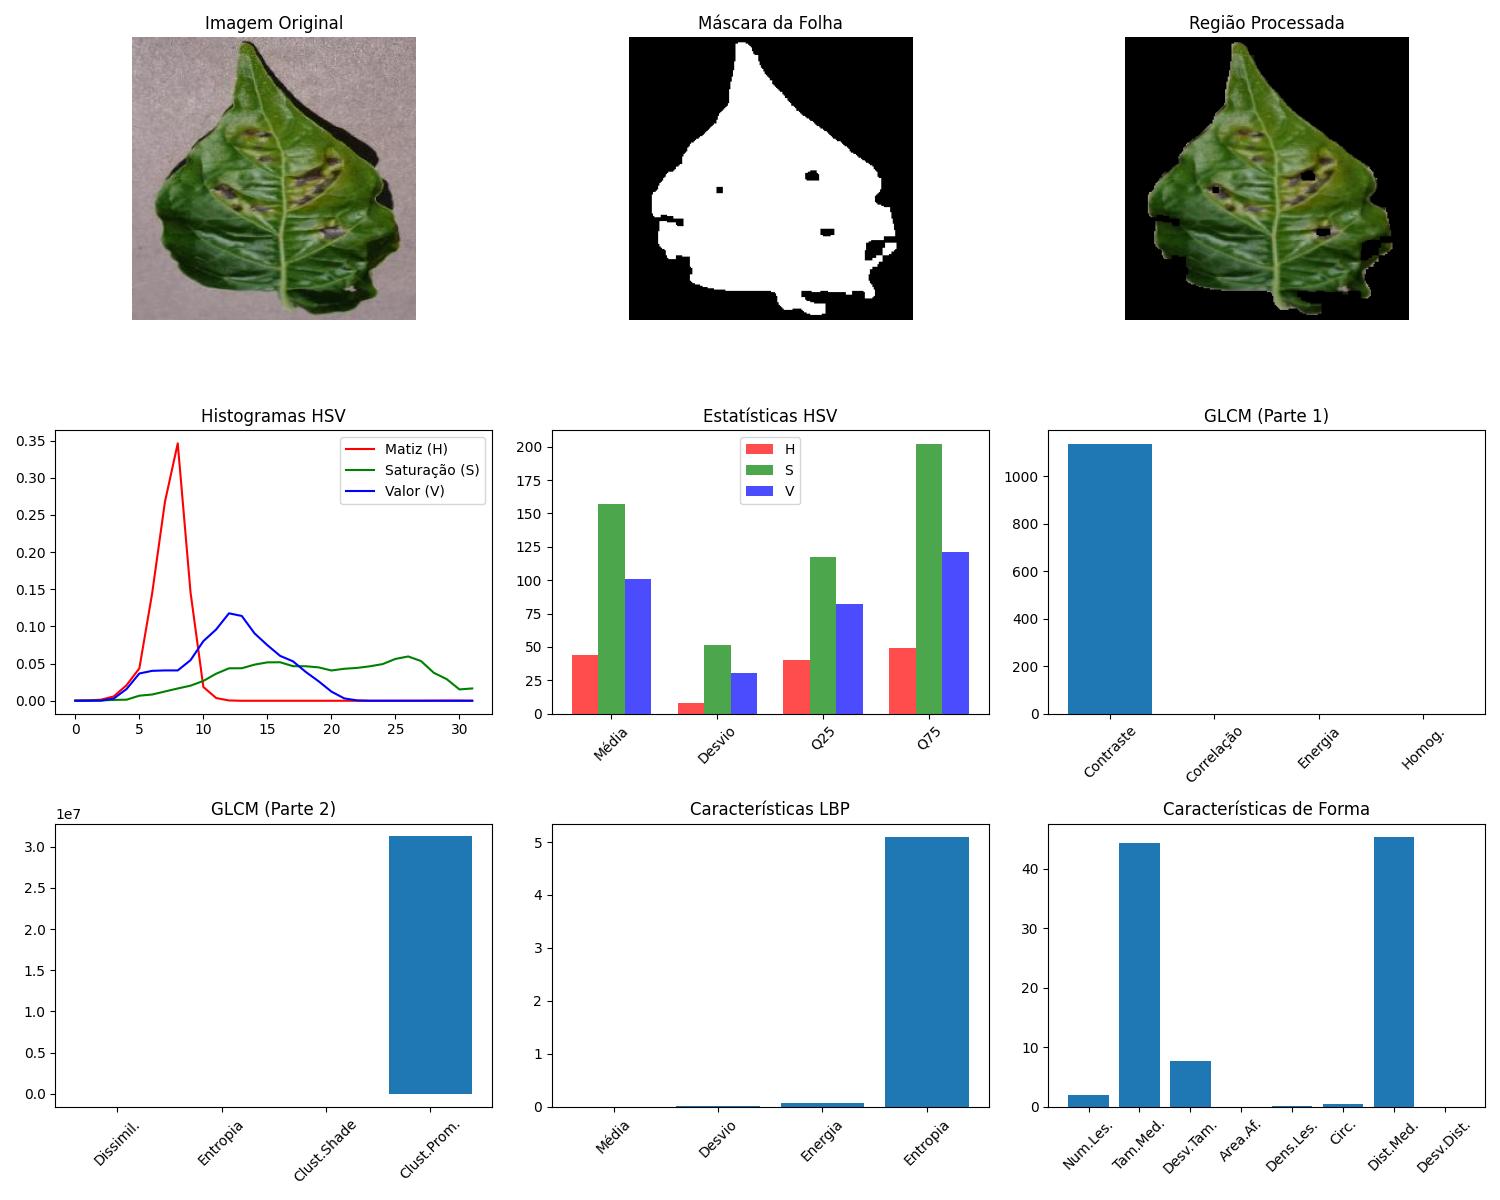 Imagem Original
Máscara da Folha
Região Processada
Histogramas HSV
0.35
0.30
0.25
0.20
0.15
0.10
0.05
0.00
0 5 10 15 20 25 30
Matiz (H)
Saturação (S)
Valor (V)
Estatísticas HSV
200
175
150
125
100
75
50
25
0
H
S
V
Média Desvio Q25 Q75
GLCM (Parte 1)
1000
800
600
400
200
0
Contraste Correlação Energia Homog.
GLCM (Parte 2)
1e7
3.0
2.5
2.0
1.5
1.0
0.5
0.0
Dissimil. Entropia Clust.Shade Clust.Prom.
Características LBP
5
4
3
2
1
0
Média Desvio Energia Entropia
Características de Forma
40
30
20
10
0
Num.Les. Tam.Med. Desv.Tam. Area.Af. Dens.Les. Circ. Dist.Med. Desv.Dist.